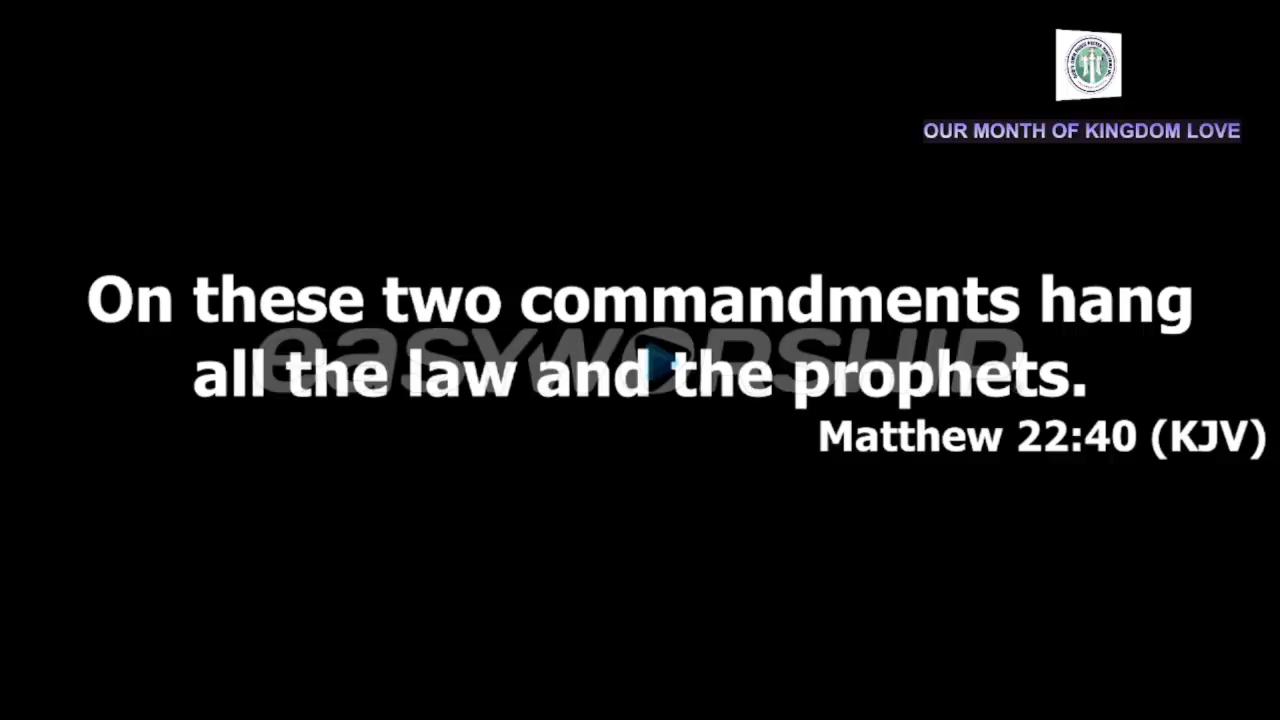 OUR MONTH OF KINGDOM LOVE
On these two commandments hang
easyworship
all the law and the prophets.
Matthew 22:40 (KJV)